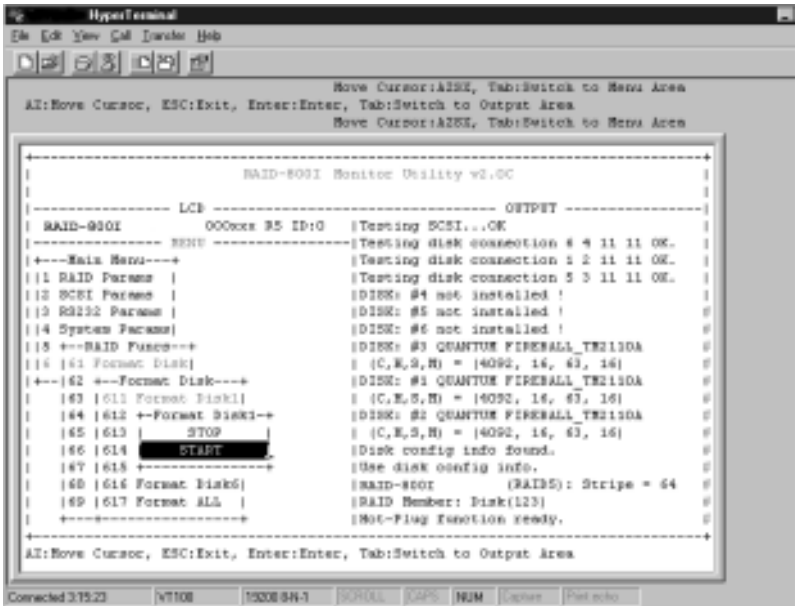 HyperTerminal
File Edit View Call Transfer Help
Move Cursor:AZSX, Tab:Switch to Menu Area
AZ:Move Cursor, ESC:Exit, Enter:Enter, Tab:Switch to Output Area
Move Cursor:AZSX, Tab:Switch to Menu Area
RAID-800I Monitor Utility v2.0C
LCD OUTPUT
RAID-800I 000xxx R5 ID:0 |Testing SCSI...OK
MENU |Testing disk connection 6 4 11 11 OK.
+---Main Menu---+ |Testing disk connection 1 2 11 11 OK.
||1 RAID Params | |Testing disk connection 5 3 11 11 OK.
||2 SCSI Params | |DISK: #4 not installed !
||3 RS232 Params | |DISK: #5 not installed !
||4 System Params| |DISK: #6 not installed !
||5 +--RAID Funcs--+ |DISK: #3 QUANTUM FIREBALL_TM2110A
||6 |61 Format Disk| | (C,H,S,M) = (4092, 16, 63, 16)
|+--|62 +--Format Disk---+ |DISK: #1 QUANTUM FIREBALL_TM2110A
|63 |611 Format Disk1| | (C,H,S,M) = (4092, 16, 63, 16)
|64 |612 +-Format Disk1-+ |DISK: #2 QUANTUM FIREBALL_TM2110A
|65 |613 | STOP | | (C,H,S,M) = (4092, 16, 63, 16)
|66 |614 START |Disk config info found.
|67 |615 +--------------+ |Use disk config info.
|68 |616 Format Disk6| |RAID-800I (RAID5): Stripe = 64
|69 |617 Format ALL | |RAID Member: Disk(123)
+----+----------------+ |Hot-Plug function ready.
AZ:Move Cursor, ESC:Exit, Enter:Enter, Tab:Switch to Output Area
Connected 3:15:23 VT100 19200 8-N-1 SCROLL CAPS NUM Capture Print echo